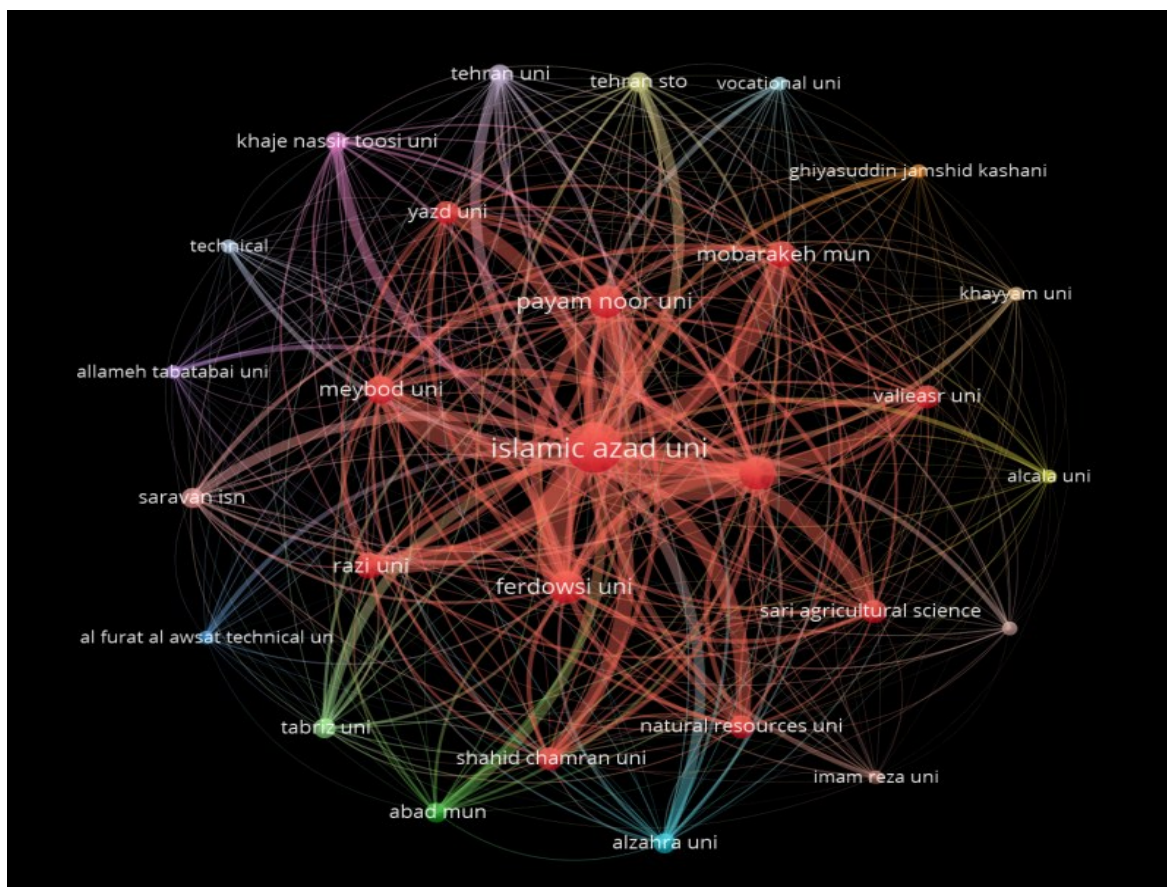 tehran uni
tehran sto
vocational uni
khaje nassir toosi uni
ghiyasuddin jamshid kashani
yazd uni
technical
mobarakeh mun
payam noor uni
khayyam uni
allameh tabatabai uni
meybod uni
valieasr uni
islamic azad uni
alcala uni
saravan isn
razi uni
ferdowsi uni
sari agricultural science
al furat al awsat technical un
tabriz uni
natural resources uni
shahid chamran uni
imam reza uni
abad mun
alzahra uni